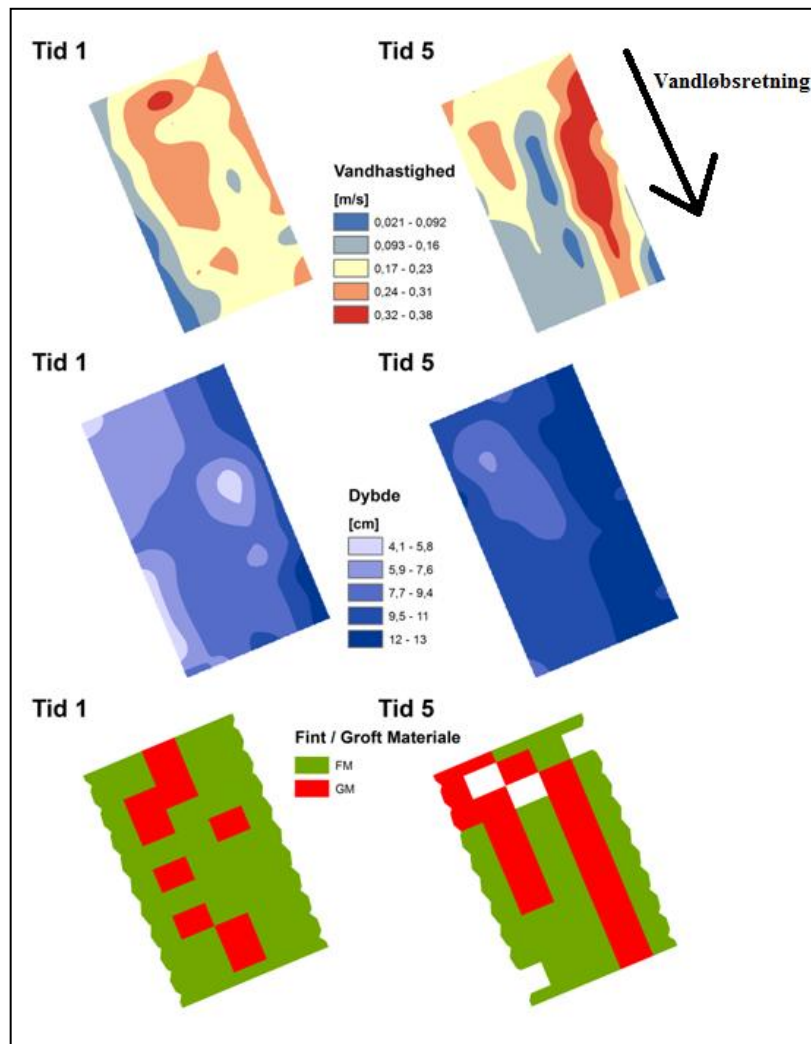 Tid 1
Tid 5
Vandløbsretning
Vandhastighed
[m/s]
0,021 - 0,092
0,093 - 0,16
0,17 - 0,23
0,24 - 0,31
0,32 - 0,38
Tid 1
Tid 5
Dybde
[cm]
4,1 - 5,8
5,9 - 7,6
7,7 - 9,4
9,5 - 11
12 - 13
Tid 1
Tid 5
Fint / Groft Materiale
FM
GM